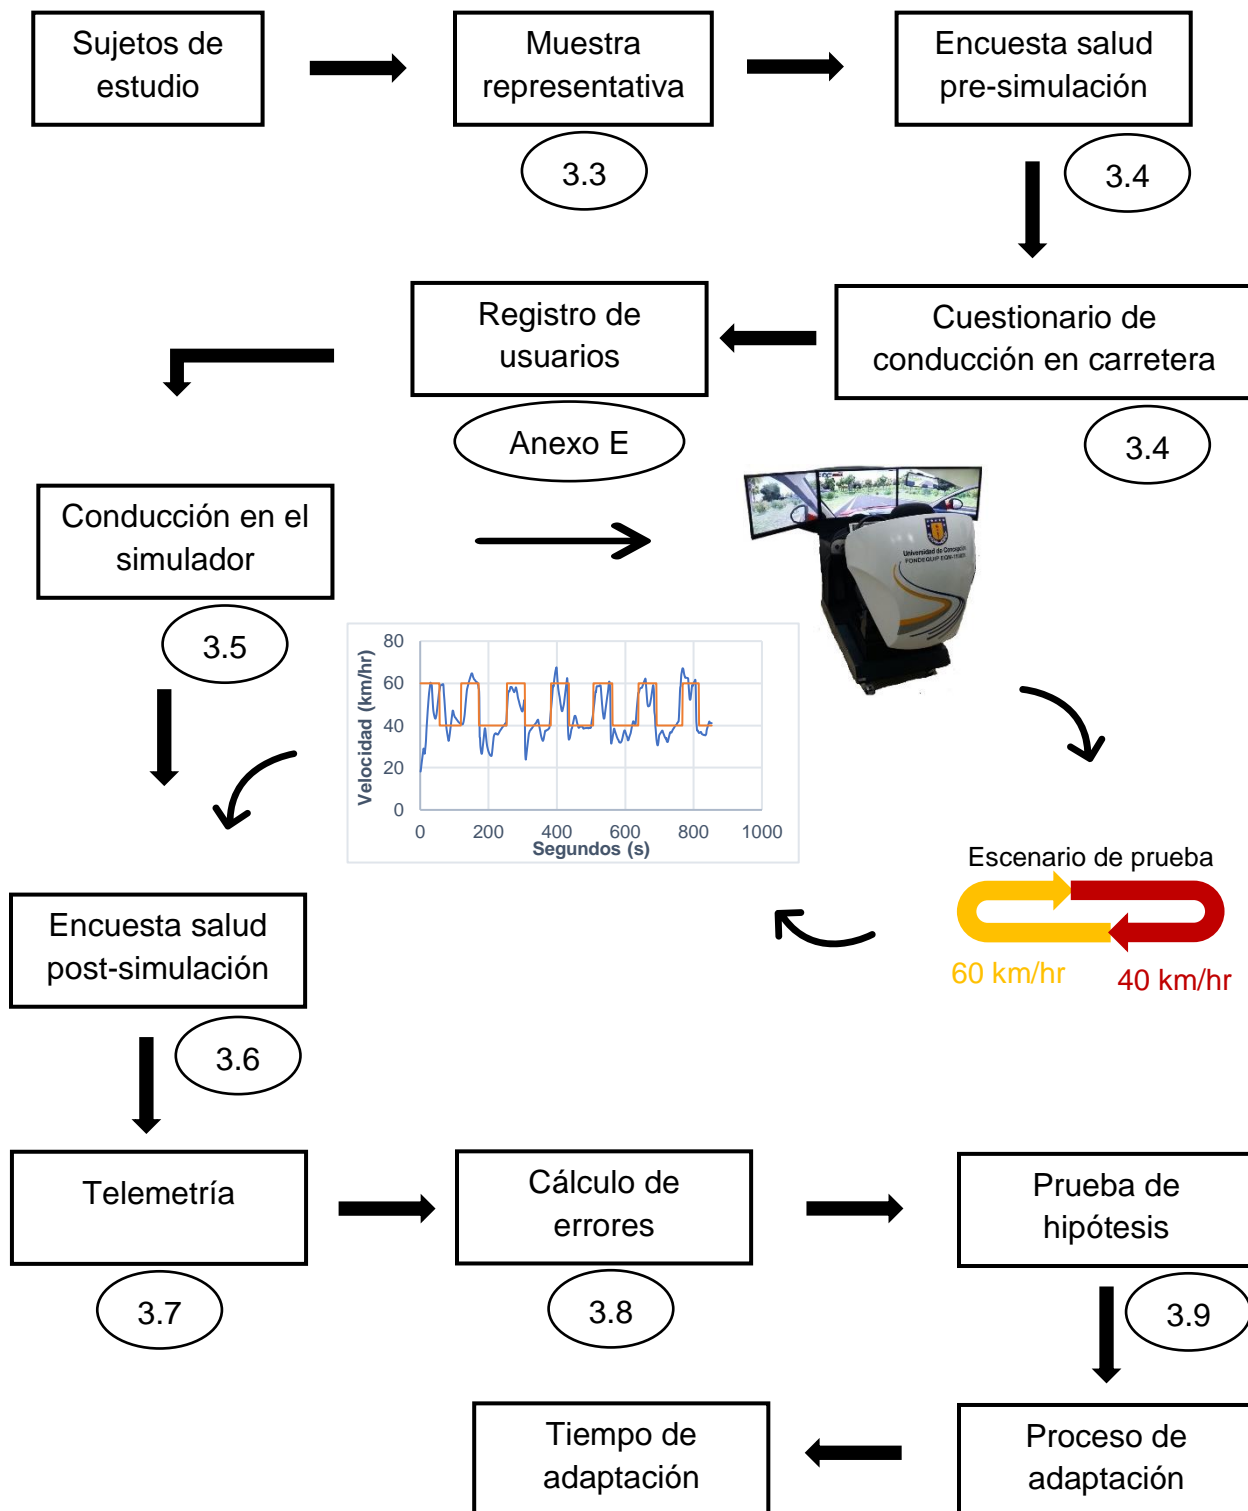 Sujetos de
estudio
Muestra
representativa
Encuesta salud
pre-simulación
3.3
3.4
Registro de
usuarios
Cuestionario de
conducción en carretera
Anexo E
3.4
Conducción en el
simulador
3.5
Universidad de Concepción
80
60
40
20
0
Velocidad (km/hr)
0 200 400 600 800 1000
Segundos (s)
Escenario de prueba
60 km/hr
40 km/hr
Encuesta salud
post-simulación
3.6
Telemetría
3.7
Cálculo de
errores
3.8
Prueba de
hipótesis
3.9
Tiempo de
adaptación
Proceso de
adaptación